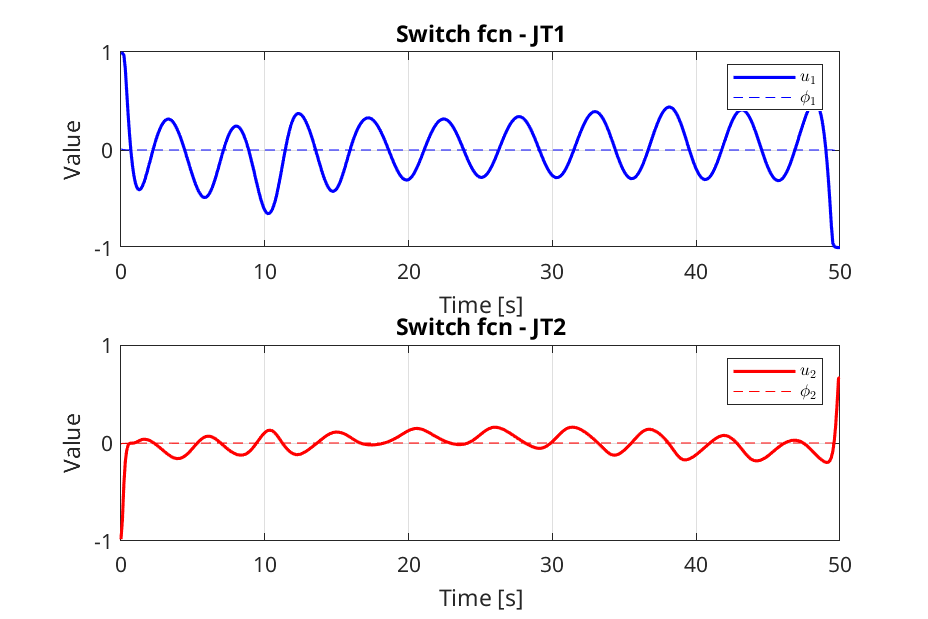 Switch fcn - JT1
1
0
-1
Value
u₁
ϕ₁
0 10 20 30 40 50
Time [s]
Switch fcn - JT2
1
0
-1
Value
u₂
ϕ₂
0 10 20 30 40 50
Time [s]